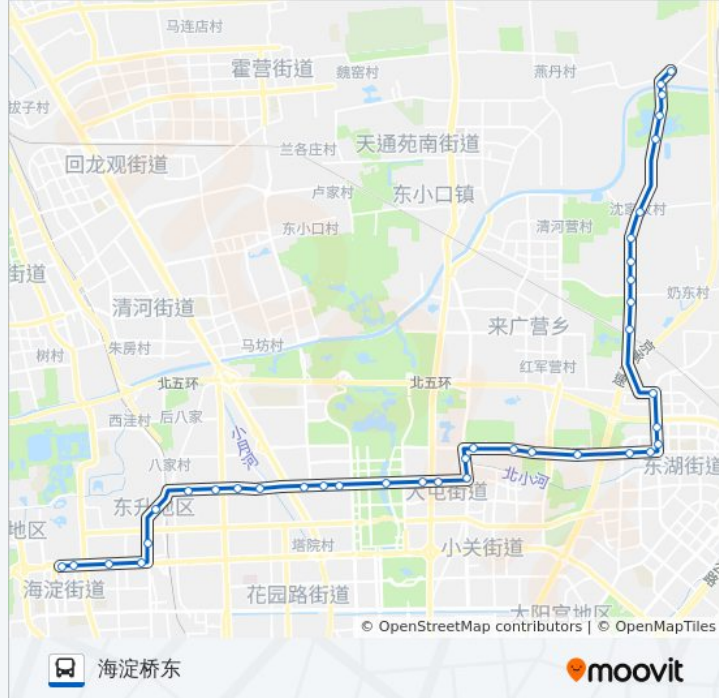 马连店村
霍营街道
魏窑村
燕丹村
拔子村
兰各庄村
天通苑南街道
回龙观街道
卢家村
东小口镇
沈家坟村
东小口村
清河营村
街道
奶东村
清河街道
来广营乡
树村
朱房村
马坊村
红军营村
北五环
北五环
西洼村
后八家
小月河
八家村
东湖街道
北小河
大屯街道
东升地区
地区
塔院村
小关街道
海淀街道
花园路街道
太阳宫地区
© OpenStreetMap contributors | © OpenMapTiles
海淀桥东
moovit